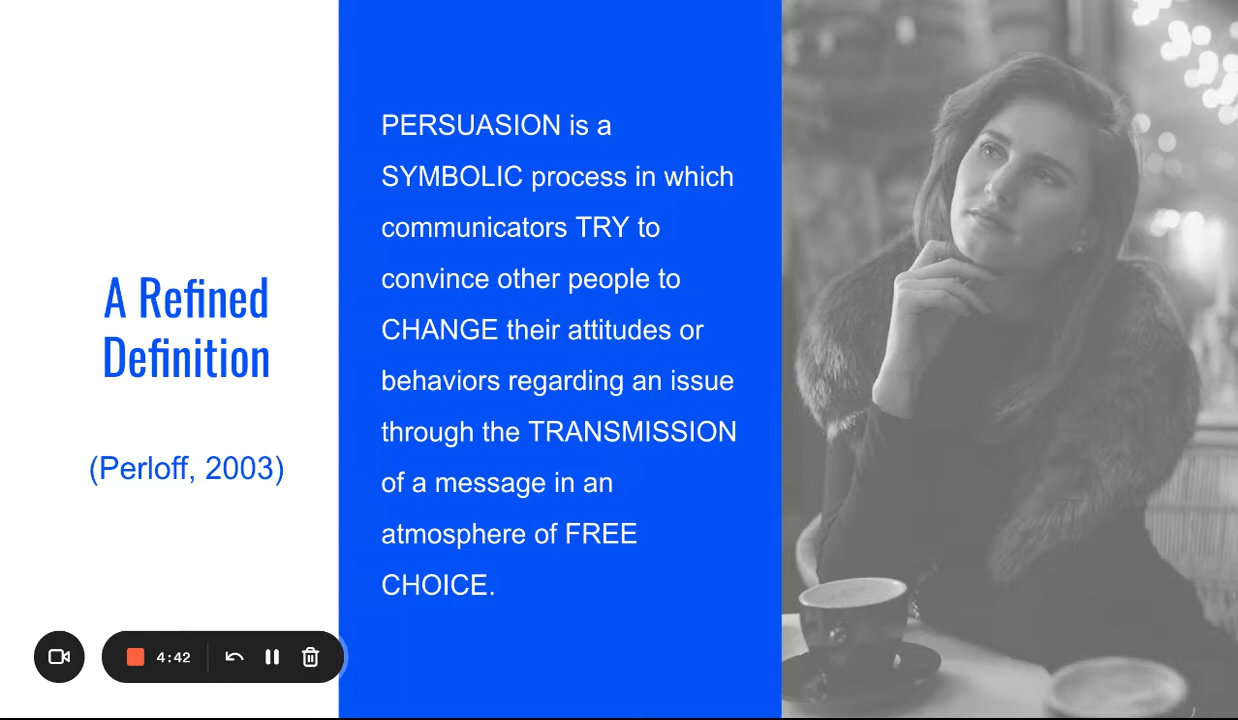 A Refined
Definition
(Perloff, 2003)
PERSUASION is a
SYMBOLIC process in which
communicators TRY to
convince other people to
CHANGE their attitudes or
behaviors regarding an issue
through the TRANSMISSION
of a message in an
atmosphere of FREE
CHOICE.
4:42